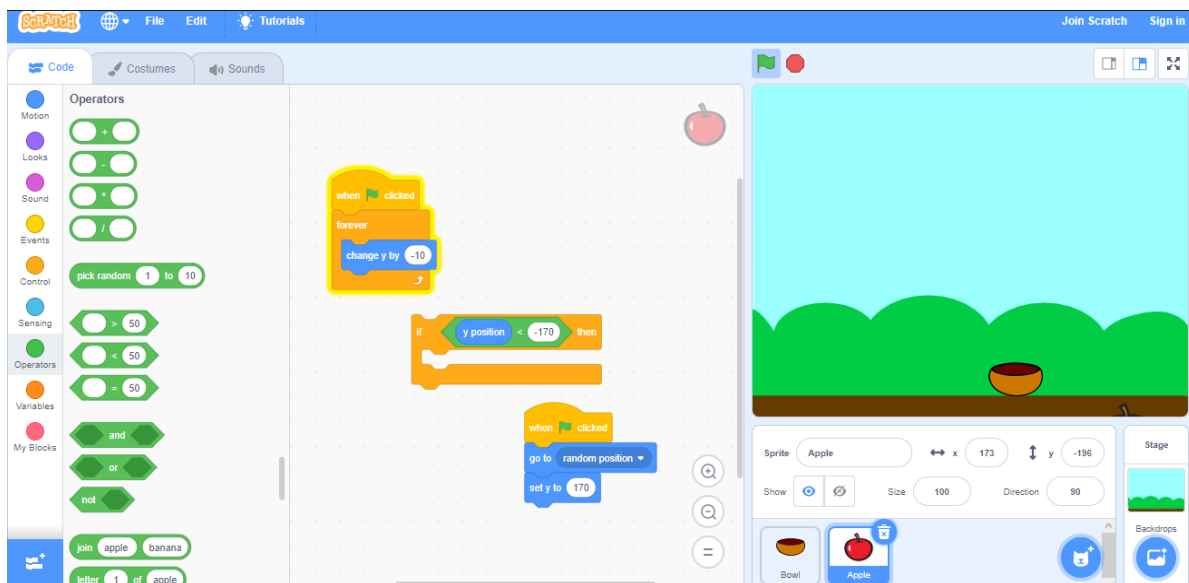 SCRATCH File Edit Tutorials Join Scratch Sign in
Code Costumes Sounds
Motion
Looks
Sound
Events
Control
Sensing
Operators
Variables
My Blocks
Operators
+
-
*
/
pick random 1 to 10
> 50
< 50
= 50
and
or
not
join apple banana
letter 1 of apple
when clicked
forever
change y by -10
if y position < -170 then
when clicked
go to random position
set y to 170
Sprite Apple x 173 y -196
Show Size 100 Direction 90
Bowl Apple
Stage
Backdrops